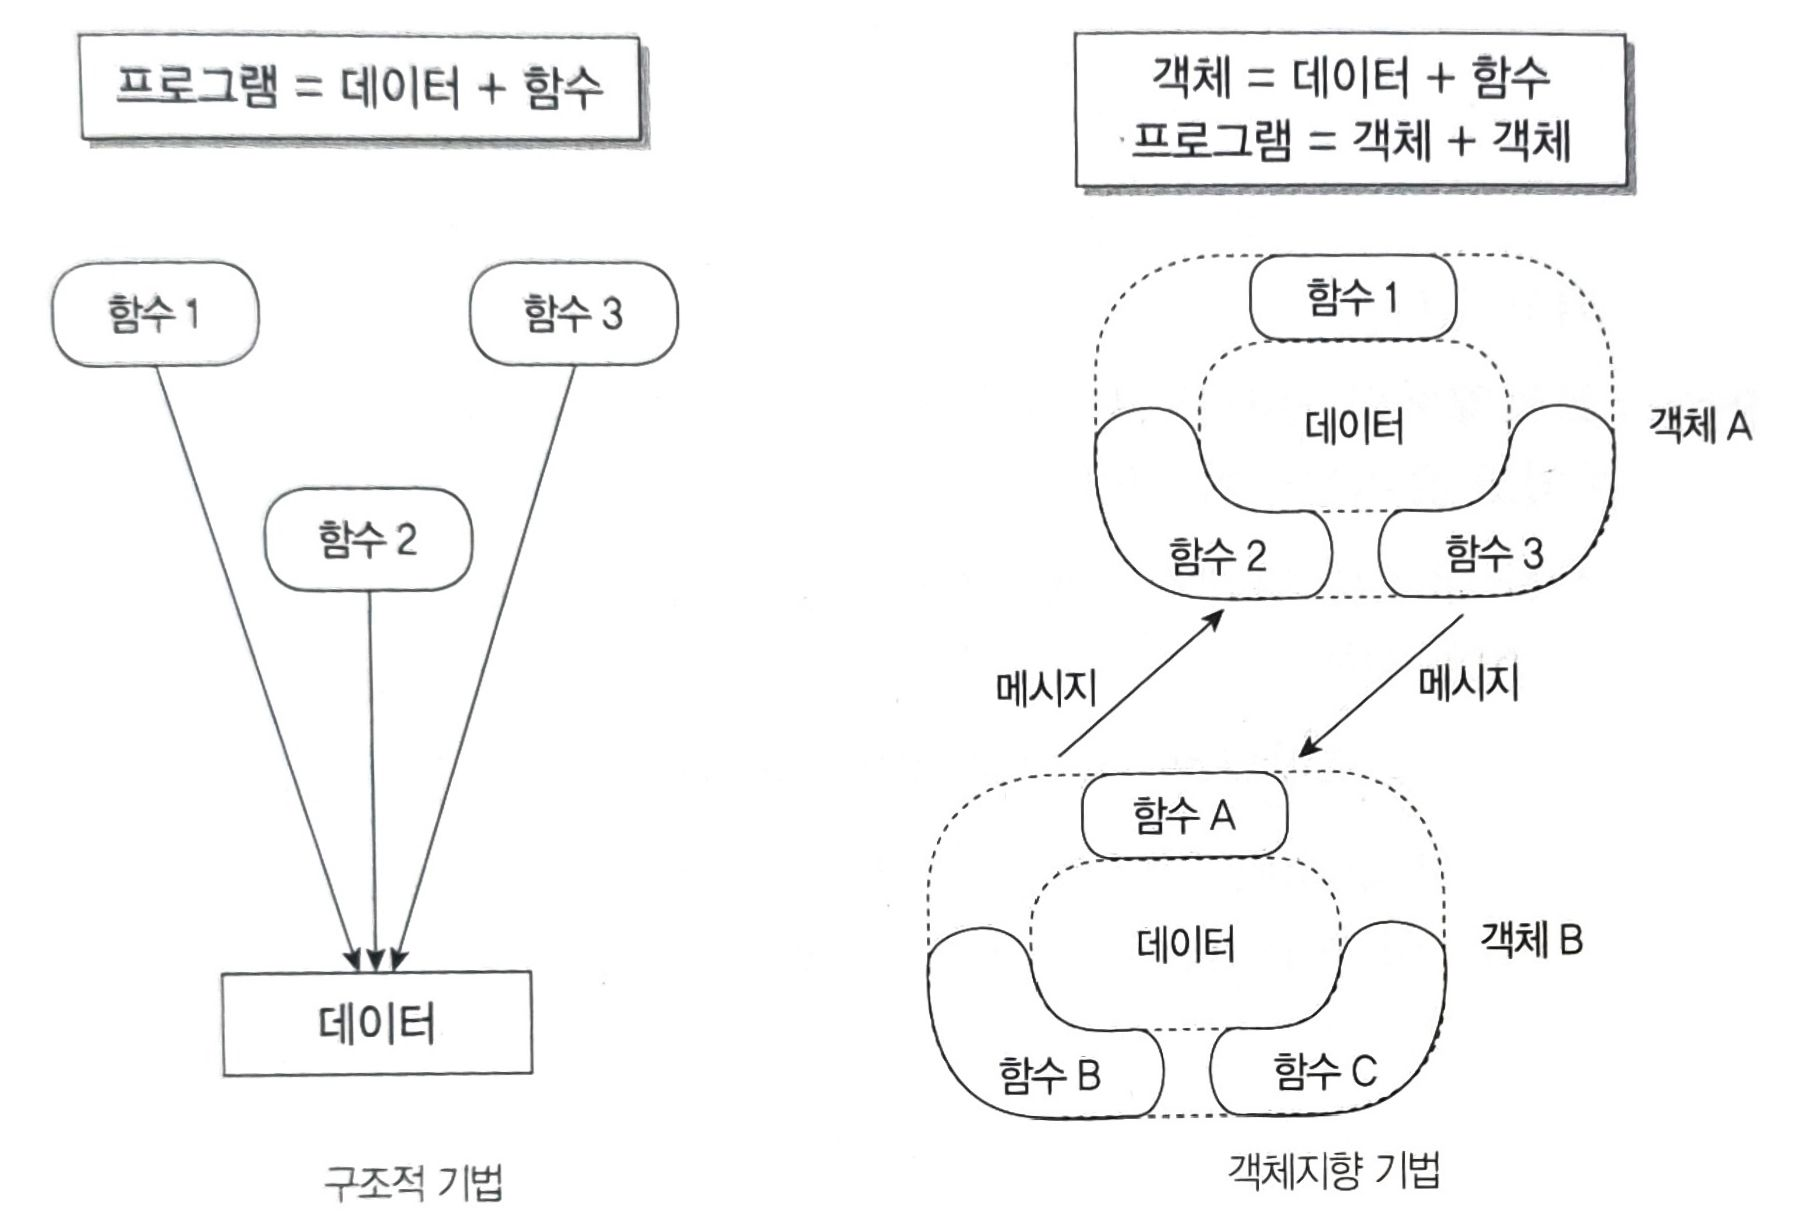 프로그램 = 데이터 + 함수
함수 1
함수 3
함수 2
데이터
구조적 기법
객체 = 데이터 + 함수
프로그램 = 객체 + 객체
함수 1
데이터
객체 A
함수 2
함수 3
메시지
메시지
함수 A
데이터
객체 B
함수 B
함수 C
객체지향 기법